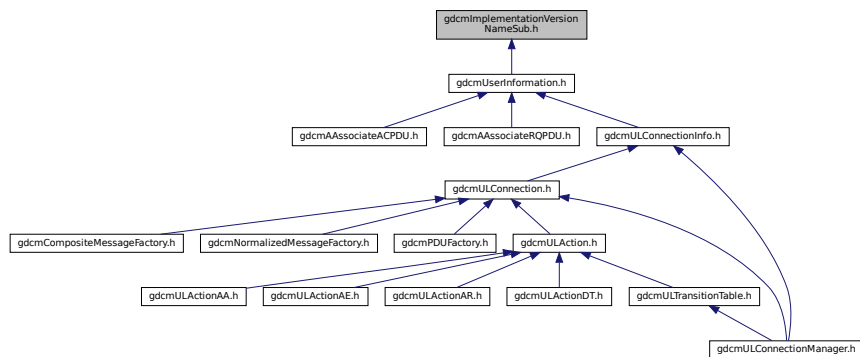 gdcmImplementationVersion
NameSub.h
gdcmUserInformation.h
gdcmAAssociateACPDU.h
gdcmAAssociateRQPDU.h
gdcmULConnectionInfo.h
gdcmULConnection.h
gdcmCompositeMessageFactory.h
gdcmNormalizedMessageFactory.h
gdcmPDUFactory.h
gdcmULAction.h
gdcmULActionAA.h
gdcmULActionAE.h
gdcmULActionAR.h
gdcmULActionDT.h
gdcmULTransitionTable.h
gdcmULConnectionManager.h